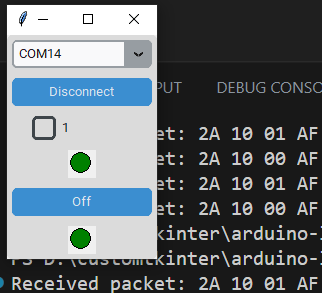 COM14
Disconnect
1
Off
PUT DEBUG CONSO
et: 2A 10 01 AF
et: 2A 10 00 AF
et: 2A 10 01 AF
et: 2A 10 00 AF
kinter\arduino-
PS D:\customtkinter\arduino-
Received packet: 2A 10 01 AF